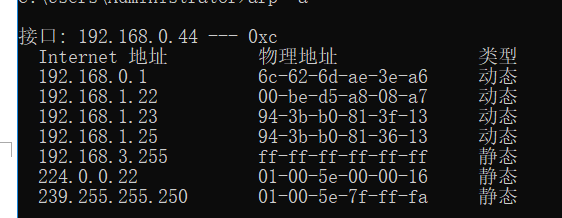 C:\Users\Administrator>arp -a
接口: 192.168.0.44 --- 0xc
Internet 地址 物理地址 类型
192.168.0.1 6c-62-6d-ae-3e-a6 动态
192.168.1.22 00-be-d5-a8-08-a7 动态
192.168.1.23 94-3b-b0-81-3f-13 动态
192.168.1.25 94-3b-b0-81-36-13 动态
192.168.3.255 ff-ff-ff-ff-ff-ff 静态
224.0.0.22 01-00-5e-00-00-16 静态
239.255.255.250 01-00-5e-7f-ff-fa 静态